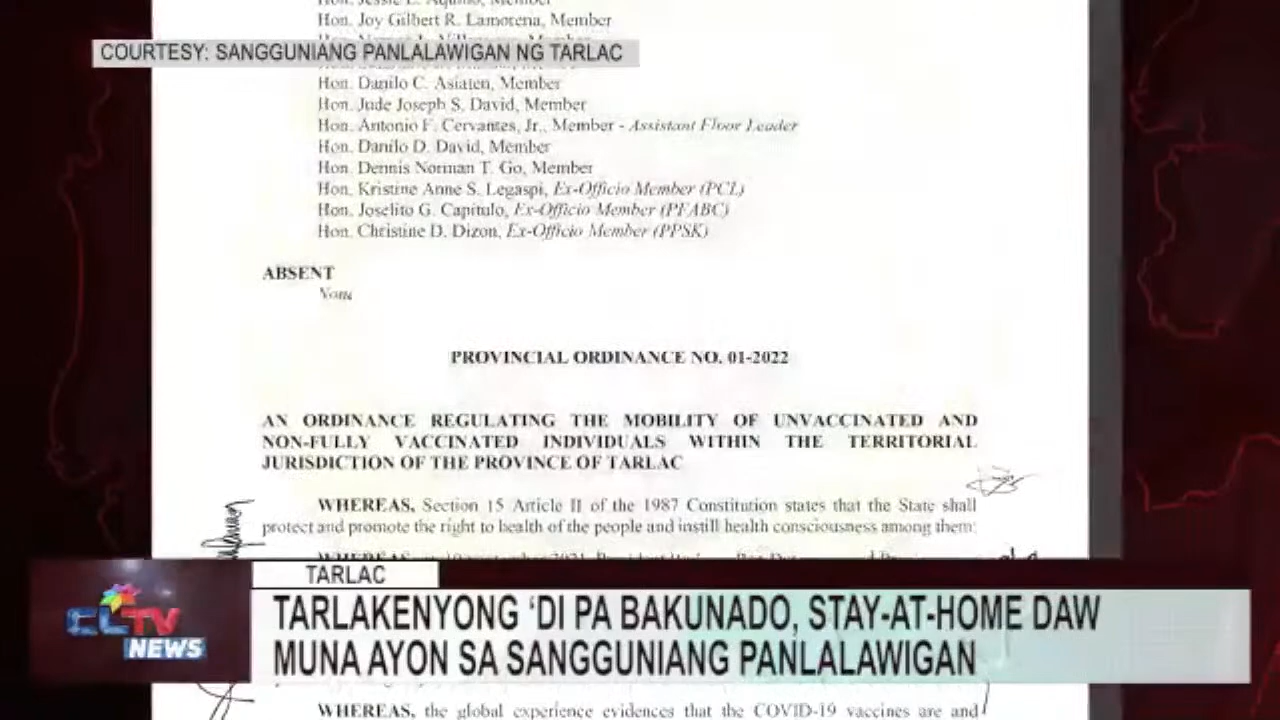 Hon. Joy Gilbert R. Lamorena, Member
COURTESY: SANGGUNIANG PANLALAWIGAN NG TARLAC
Hon. Danilo C. Asiaten, Member
Hon. Jude Joseph S. David, Member
Hon. Antonio F. Cervantes, Jr., Member - Assistant Floor Leader
Hon. Danilo D. David, Member
Hon. Dennis Norman T. Go, Member
Hon. Kristine Anne S. Legaspi, Ex-Officio Member (PCL)
Hon. Joselito G. Capitulo, Ex-Officio Member (PFABC)
Hon. Christine D. Dizon, Ex-Officio Member (PPSK)
ABSENT
None
PROVINCIAL ORDINANCE NO. 01-2022
AN ORDINANCE REGULATING THE MOBILITY OF UNVACCINATED AND
NON-FULLY VACCINATED INDIVIDUALS WITHIN THE TERRITORIAL
JURISDICTION OF THE PROVINCE OF TARLAC
WHEREAS, Section 15 Article II of the 1987 Constitution states that the State shall
protect and promote the right to health of the people and instill health consciousness among them;
TARLAC
CLTV
NEWS
TARLAKENYONG ‘DI PA BAKUNADO, STAY-AT-HOME DAW
MUNA AYON SA SANGGUNIANG PANLALAWIGAN
WHEREAS, the global experience evidences that the COVID-19 vaccines are and